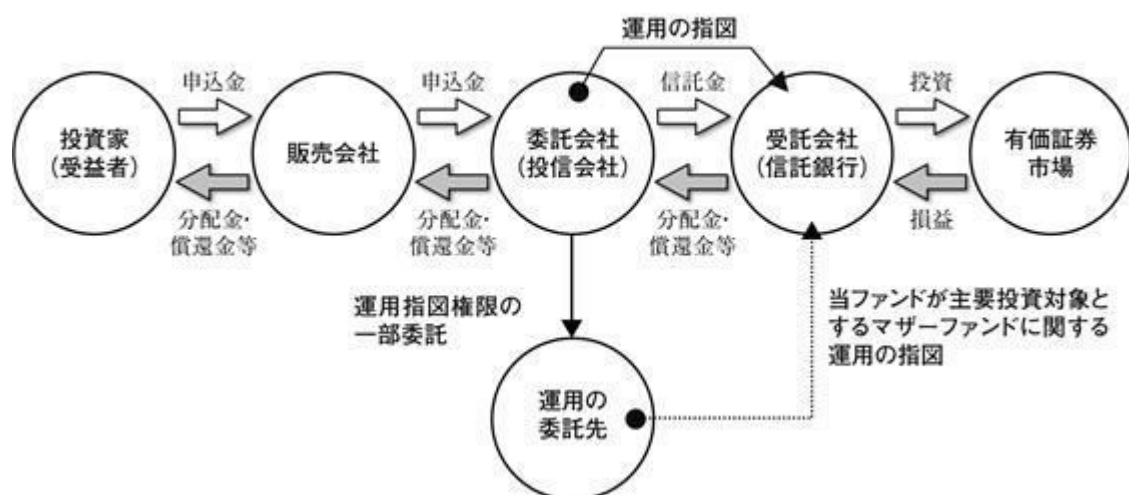 運用の指図
申込金
申込金
信託金
投資
投資家
(受益者)
販売会社
委託会社
(投信会社)
受託会社
(信託銀行)
有価証券
市場
分配金・
償還金等
分配金・
償還金等
分配金・
償還金等
損益
運用指図権限の
一部委託
当ファンドが主要投資対象と
するマザーファンドに関する
運用の指図
運用の
委託先